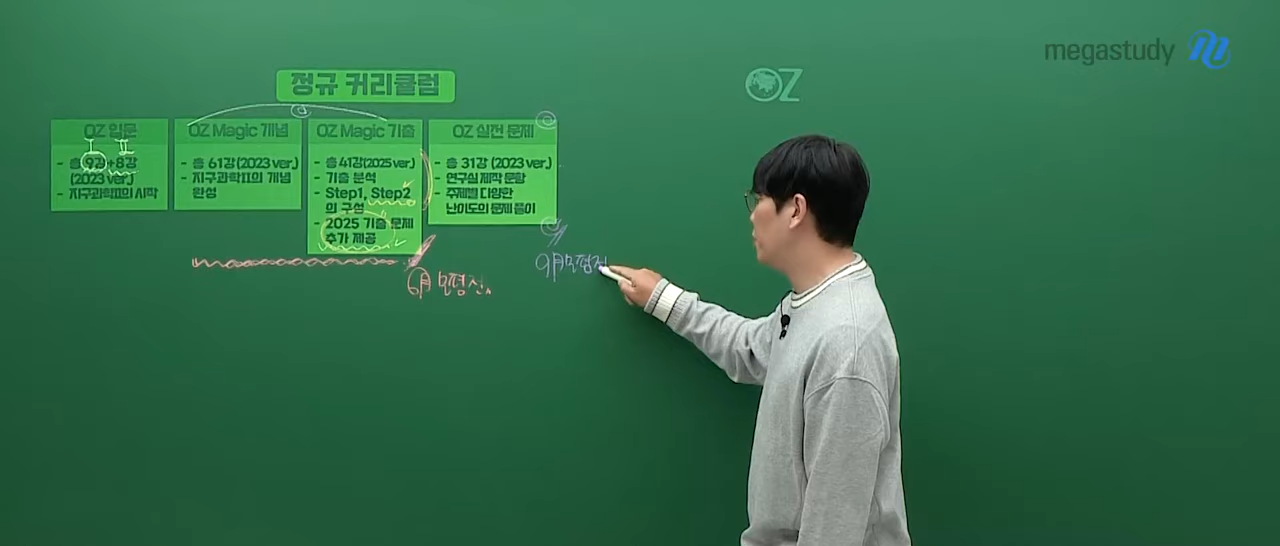 megastudy
정규 커리큘럼
OZ
OZ 입문
I II
- 총 9강+8강
(2023 ver.)
- 지구과학II의 시작
OZ Magic 개념
- 총 61강(2023 ver.)
- 지구과학II의 개념
완성
OZ Magic 기출
- 총 41강(2025 ver.)
- 기출 분석
- Step1, Step2
의 구성
- 2025 기출 문제
추가 제공
OZ 실전 문제
- 총 31강 (2023 ver.)
- 연구실 제작 문항
- 주제별 다양한
난이도의 문제 풀이
6月 모평 전
9月 모평전